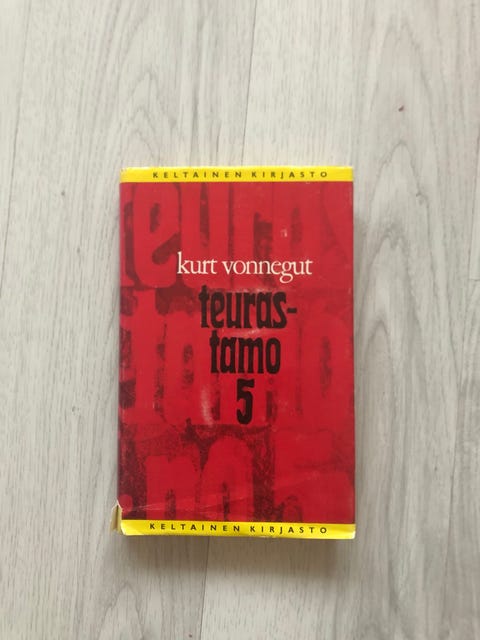 KELTAINEN KIRJASTO
kurt vonnegut
teuras-
tamo
5
KELTAINEN KIRJASTO